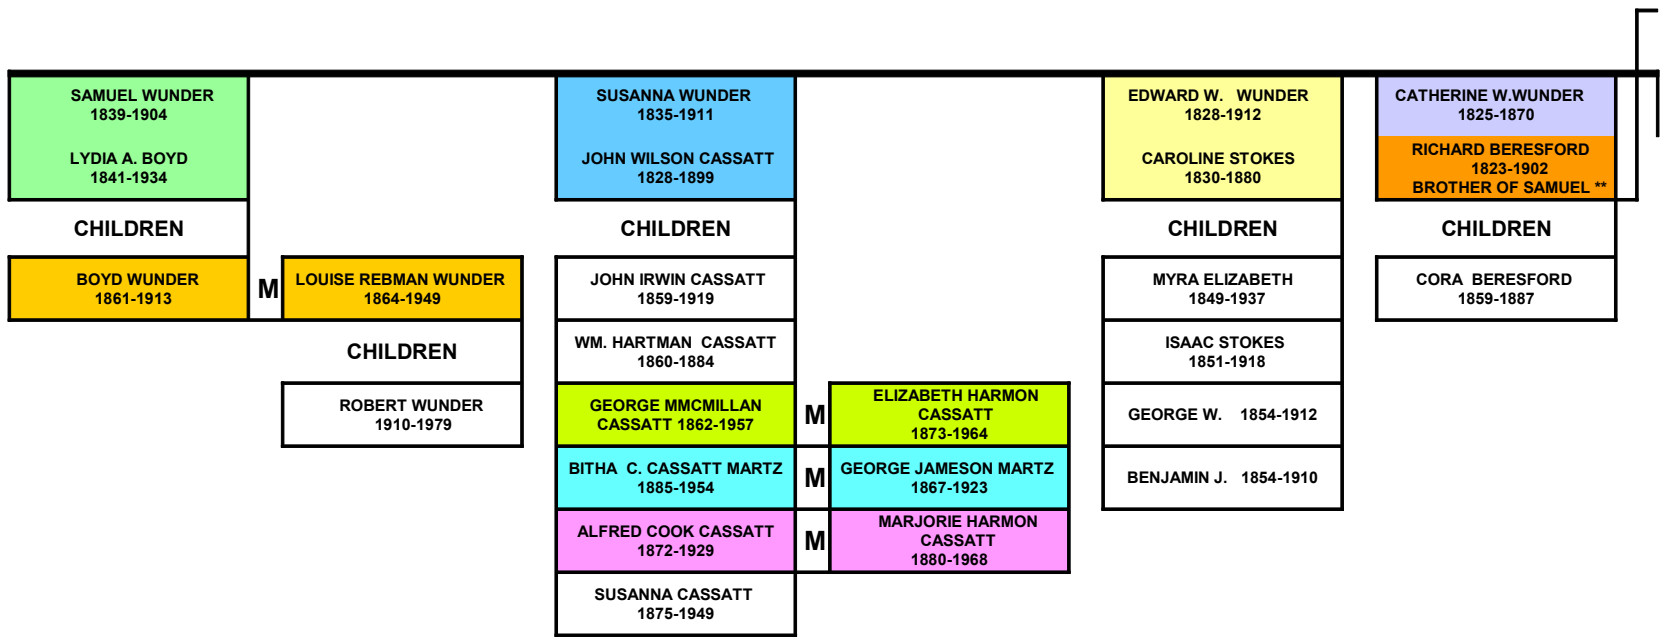 SAMUEL WUNDER
1839-1904
LYDIA A. BOYD
1841-1934
CHILDREN
BOYD WUNDER
1861-1913
M
LOUISE REBMAN WUNDER
1864-1949
CHILDREN
ROBERT WUNDER
1910-1979
SUSANNA WUNDER
1835-1911
JOHN WILSON CASSATT
1828-1899
CHILDREN
JOHN IRWIN CASSATT
1859-1919
WM. HARTMAN CASSATT
1860-1884
GEORGE MMCMILLAN
CASSATT 1862-1957
M
ELIZABETH HARMON
CASSATT
1873-1964
BITHA C. CASSATT MARTZ
1885-1954
M
GEORGE JAMESON MARTZ
1867-1923
ALFRED COOK CASSATT
1872-1929
M
MARJORIE HARMON
CASSATT
1880-1968
SUSANNA CASSATT
1875-1949
EDWARD W. WUNDER
1828-1912
CAROLINE STOKES
1830-1880
CHILDREN
MYRA ELIZABETH
1849-1937
ISAAC STOKES
1851-1918
GEORGE W. 1854-1912
BENJAMIN J. 1854-1910
CATHERINE W.WUNDER
1825-1870
RICHARD BERESFORD
1823-1902
BROTHER OF SAMUEL **
CHILDREN
CORA BERESFORD
1859-1887